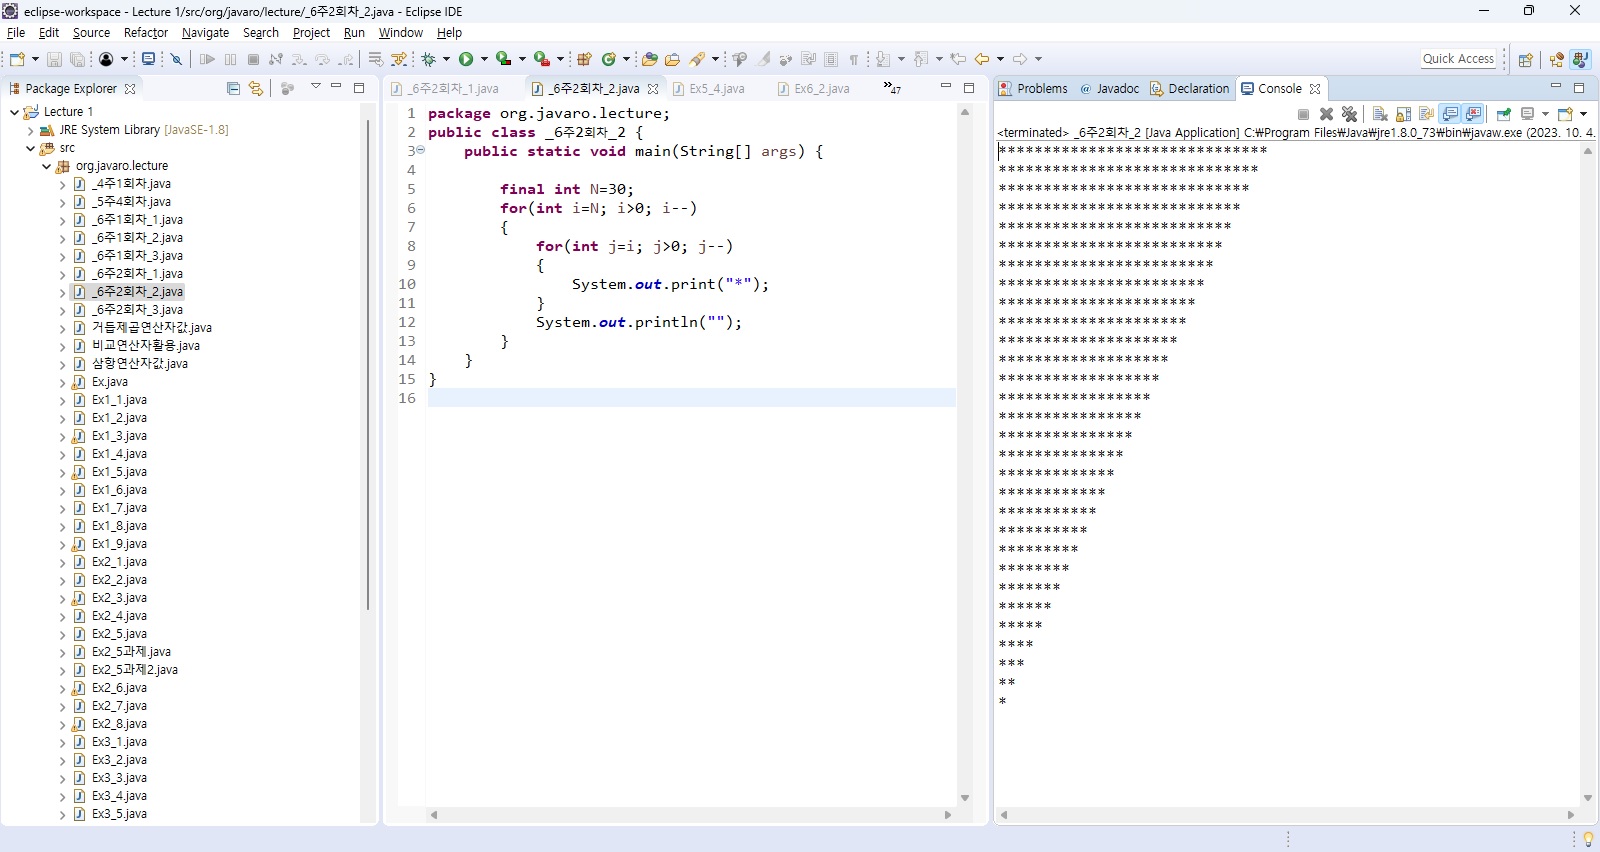 eclipse-workspace - Lecture 1/src/org/javaro/lecture/_6주2회차_2.java - Eclipse IDE
File Edit Source Refactor Navigate Search Project Run Window Help
Quick Access
Package Explorer
Lecture 1
JRE System Library [JavaSE-1.8]
src
org.javaro.lecture
_4주1회차.java
_5주4회차.java
_6주1회차_1.java
_6주1회차_2.java
_6주1회차_3.java
_6주2회차_1.java
_6주2회차_2.java
_6주2회차_3.java
거듭제곱연산자값.java
비교연산자활용.java
삼항연산자값.java
Ex.java
Ex1_1.java
Ex1_2.java
Ex1_3.java
Ex1_4.java
Ex1_5.java
Ex1_6.java
Ex1_7.java
Ex1_8.java
Ex1_9.java
Ex2_1.java
Ex2_2.java
Ex2_3.java
Ex2_4.java
Ex2_5.java
Ex2_5과제.java
Ex2_5과제2.java
Ex2_6.java
Ex2_7.java
Ex2_8.java
Ex3_1.java
Ex3_2.java
Ex3_3.java
Ex3_4.java
Ex3_5.java
_6주2회차_1.java _6주2회차_2.java Ex5_4.java Ex6_2.java »47
1 package org.javaro.lecture;
2 public class _6주2회차_2 {
3 public static void main(String[] args) {
4
5 final int N=30;
6 for(int i=N; i>0; i--)
7 {
8 for(int j=i; j>0; j--)
9 {
10 System.out.print("*");
11 }
12 System.out.println("");
13 }
14 }
15 }
16
Problems @ Javadoc Declaration Console
<terminated> _6주2회차_2 [Java Application] C:₩Program Files₩Java₩jre1.8.0_73₩bin₩javaw.exe (2023. 10. 4.
******************************
*****************************
****************************
***************************
**************************
*************************
************************
***********************
**********************
*********************
********************
*******************
******************
*****************
****************
***************
**************
*************
************
***********
**********
*********
********
*******
******
*****
****
***
**
*